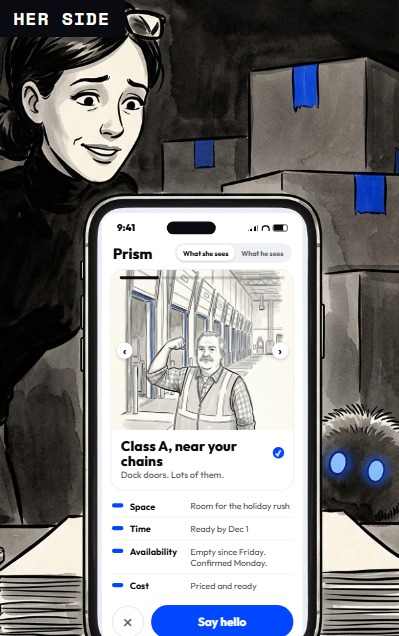 HER SIDE
9:41
Prism
What she sees
What he sees
Class A, near your
chains
Dock doors. Lots of them.
Space
Room for the holiday rush
Time
Ready by Dec 1
Availability
Empty since Friday.
Confirmed Monday.
Cost
Priced and ready
Say hello